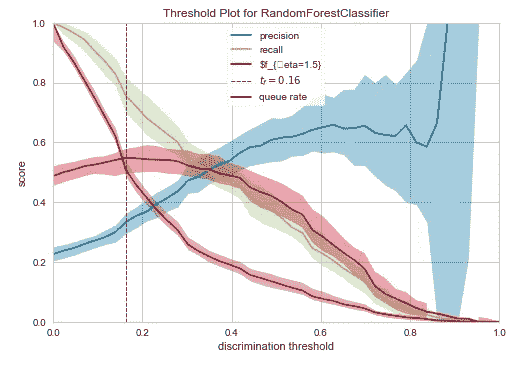 Threshold Plot for RandomForestClassifier
precision
recall
$f_{□eta=1.5}
t_f = 0.16
queue rate
score
1.0
0.8
0.6
0.4
0.2
0.0
0.0 0.2 0.4 0.6 0.8 1.0
discrimination threshold